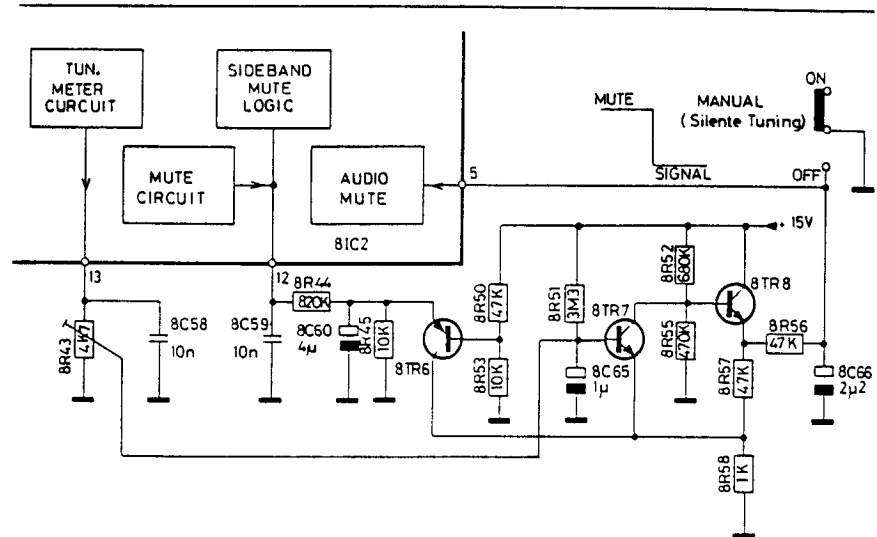 TUN.
METER
CURCUIT
SIDEBAND
MUTE
LOGIC
MUTE
CIRCUIT
AUDIO
MUTE
8IC2
5
13
12
MUTE
SIGNAL
MANUAL
(Silente Tuning)
ON
OFF
+ 15V
8R43
4K7
8C58
10n
8C59
10n
8R44
820K
8C60
4µ
8R45
10K
8TR6
8R50
47K
8R53
10K
8R51
3M3
8C65
1µ
8TR7
8R52
680K
8R55
470K
8TR8
8R56
47K
8R57
47K
8C66
2µ2
8R58
1K